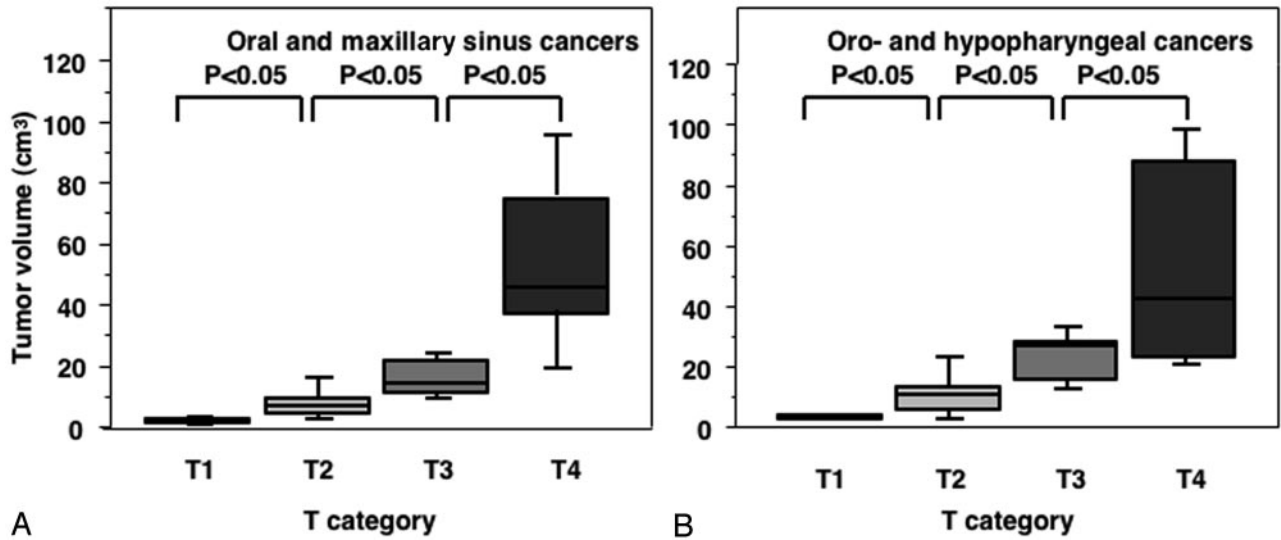 Oral and maxillary sinus cancers
P<0.05 P<0.05 P<0.05
Tumor volume (cm³)
120
100
80
60
40
20
0
T1 T2 T3 T4
T category
A
Oro- and hypopharyngeal cancers
P<0.05 P<0.05 P<0.05
120
100
80
60
40
20
0
T1 T2 T3 T4
T category
B